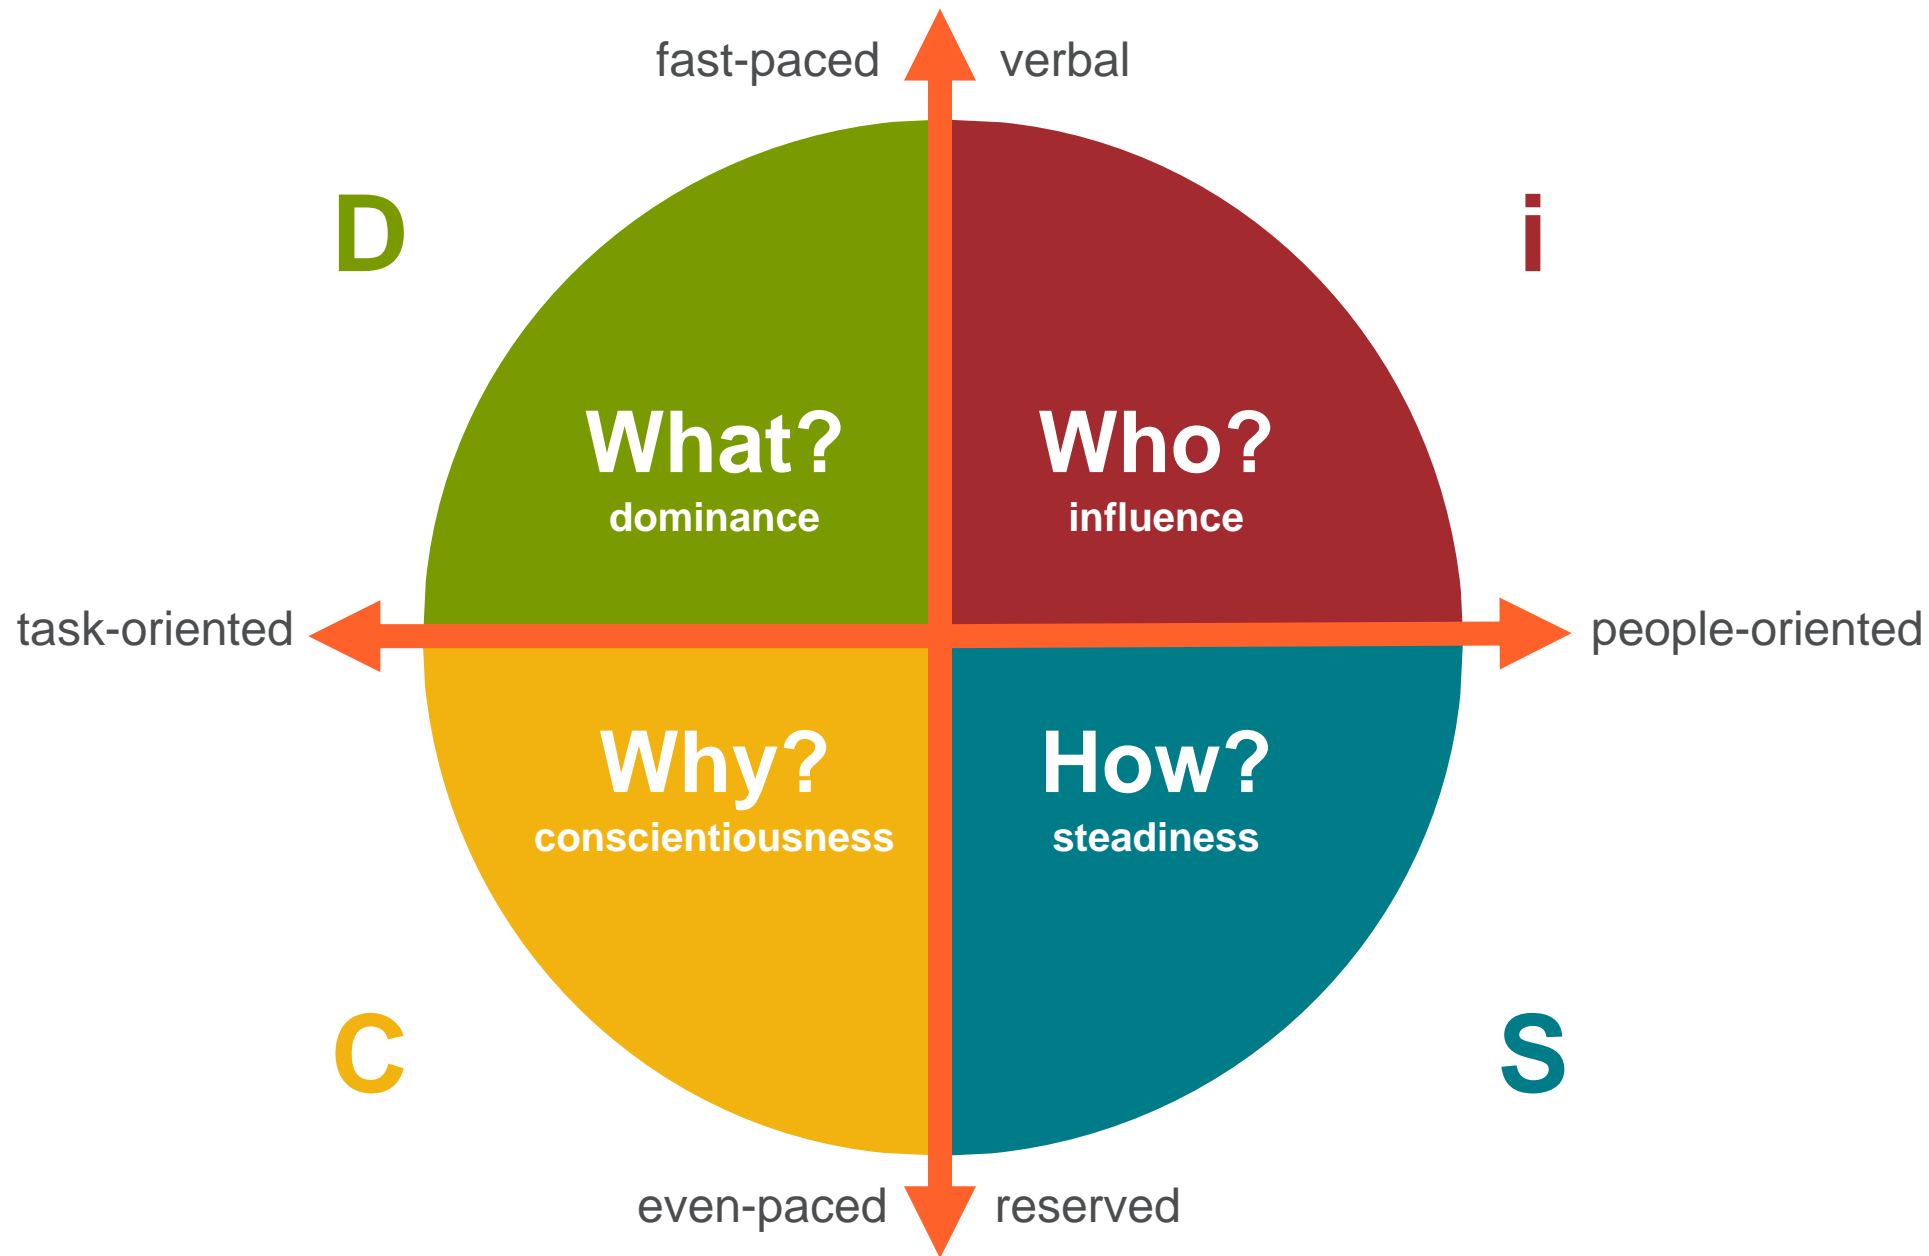 fast-paced verbal
D
i
What?
dominance
Who?
influence
task-oriented
people-oriented
Why?
conscientiousness
How?
steadiness
C
S
even-paced reserved